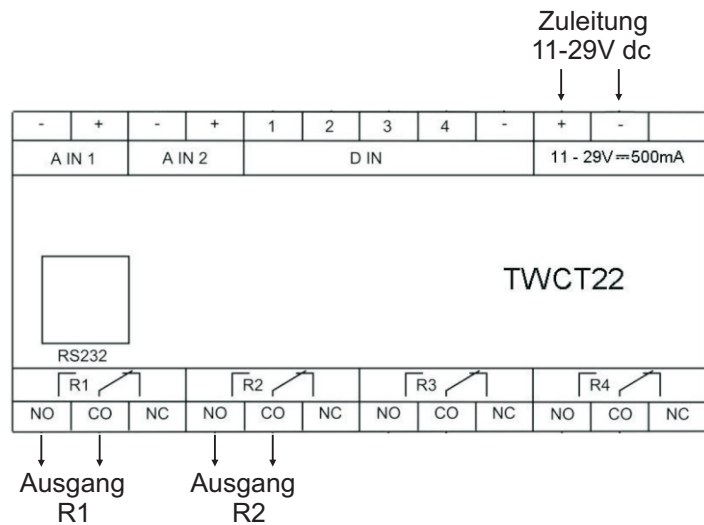 Zuleitung
11-29V dc
- + - + 1 2 3 4 - + -
A IN 1 A IN 2 D IN 11 - 29V⎓500mA
TWCT22
RS232
R1 R2 R3 R4
NO CO NC NO CO NC NO CO NC NO CO NC
Ausgang Ausgang
R1 R2